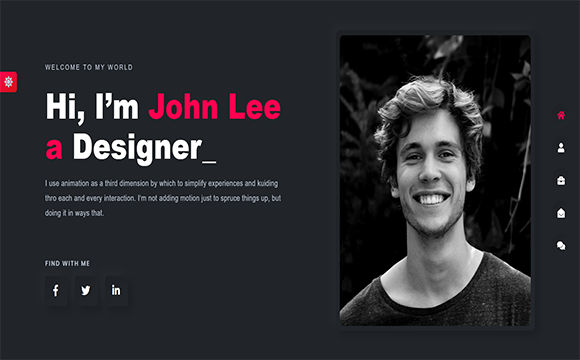 WELCOME TO MY WORLD
Hi, I’m John Lee
a Designer_
I use animation as a third dimension by which to simplify experiences and kuiding
thro each and every interaction. I'm not adding motion just to spruce things up, but
doing it in ways that.
FIND WITH ME